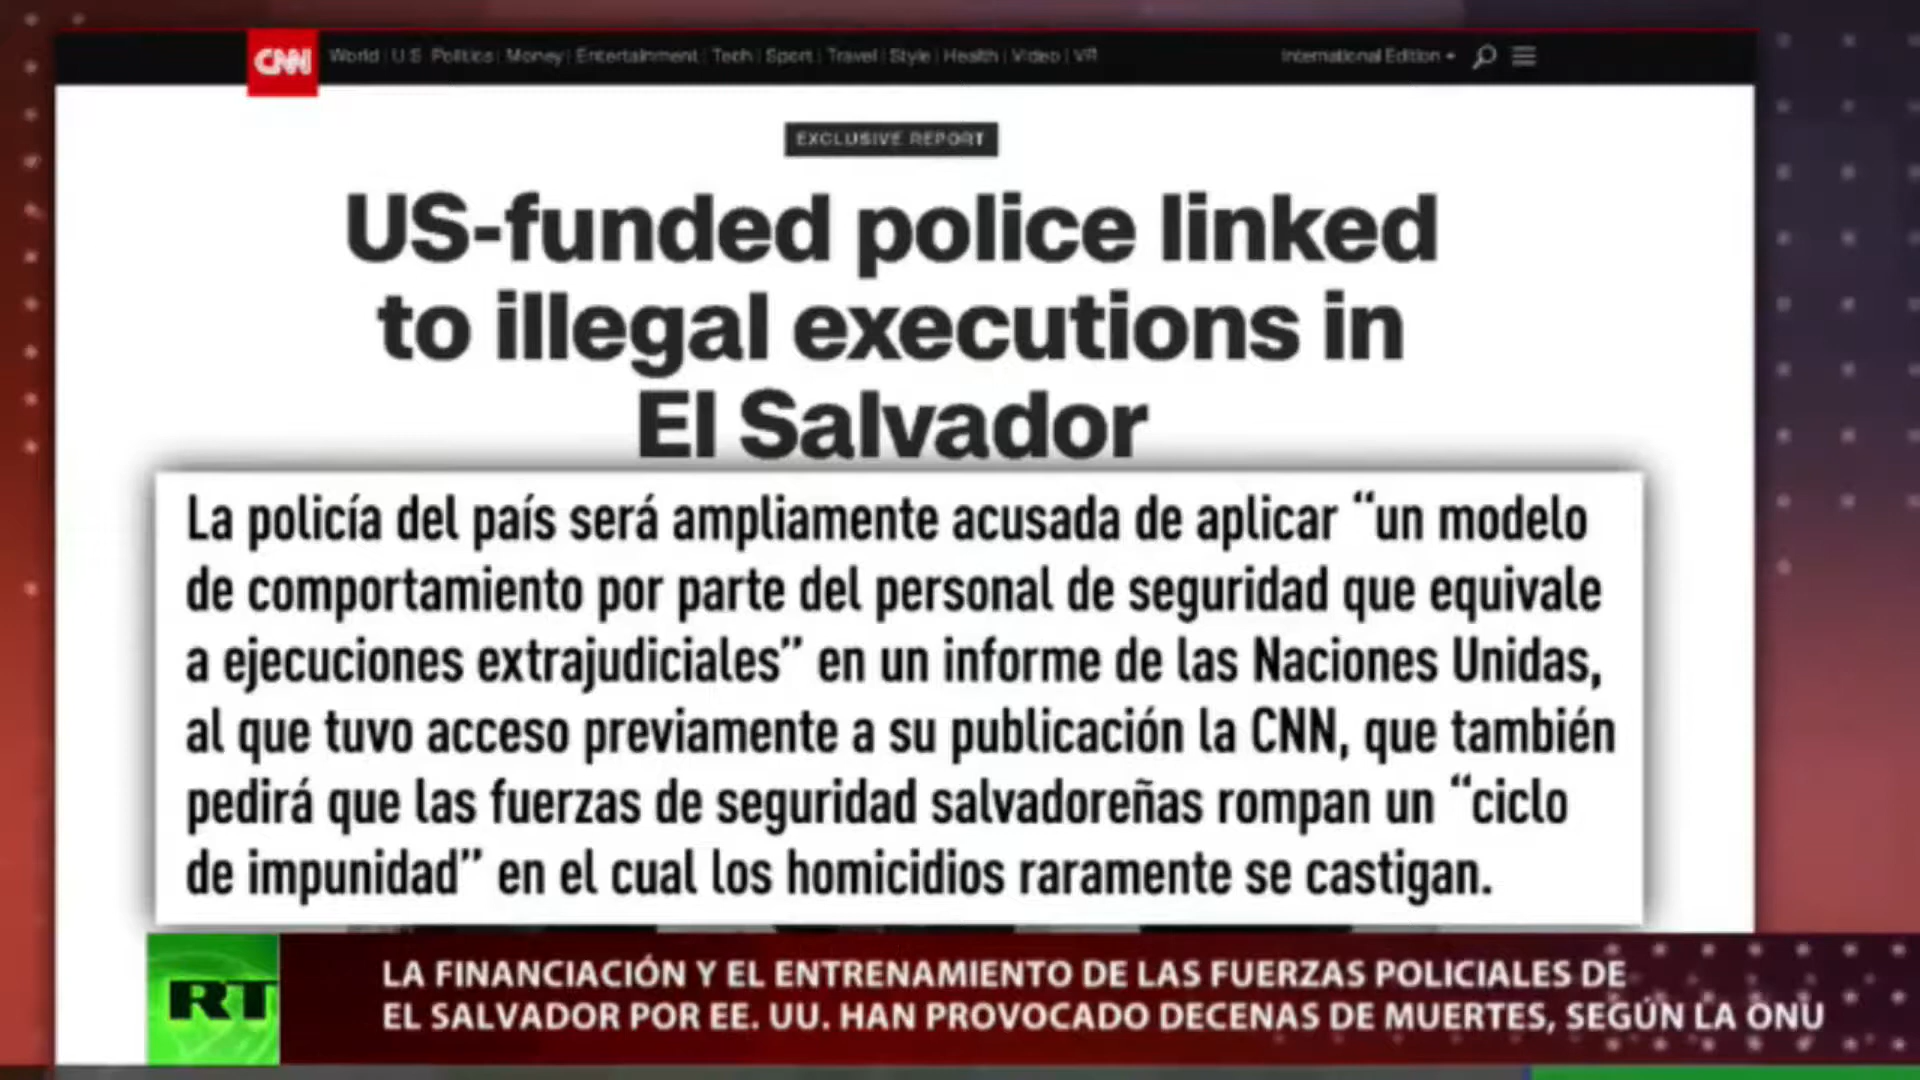 CNN World U.S. Politics Money Entertainment Tech Sport Travel Style Health Video VR International Edition
EXCLUSIVE REPORT
US-funded police linked
to illegal executions in
El Salvador
La policía del país será ampliamente acusada de aplicar “un modelo
de comportamiento por parte del personal de seguridad que equivale
a ejecuciones extrajudiciales” en un informe de las Naciones Unidas,
al que tuvo acceso previamente a su publicación la CNN, que también
pedirá que las fuerzas de seguridad salvadoreñas rompan un “ciclo
de impunidad” en el cual los homicidios raramente se castigan.
RT
LA FINANCIACIÓN Y EL ENTRENAMIENTO DE LAS FUERZAS POLICIALES DE
EL SALVADOR POR EE. UU. HAN PROVOCADO DECENAS DE MUERTES, SEGÚN LA ONU